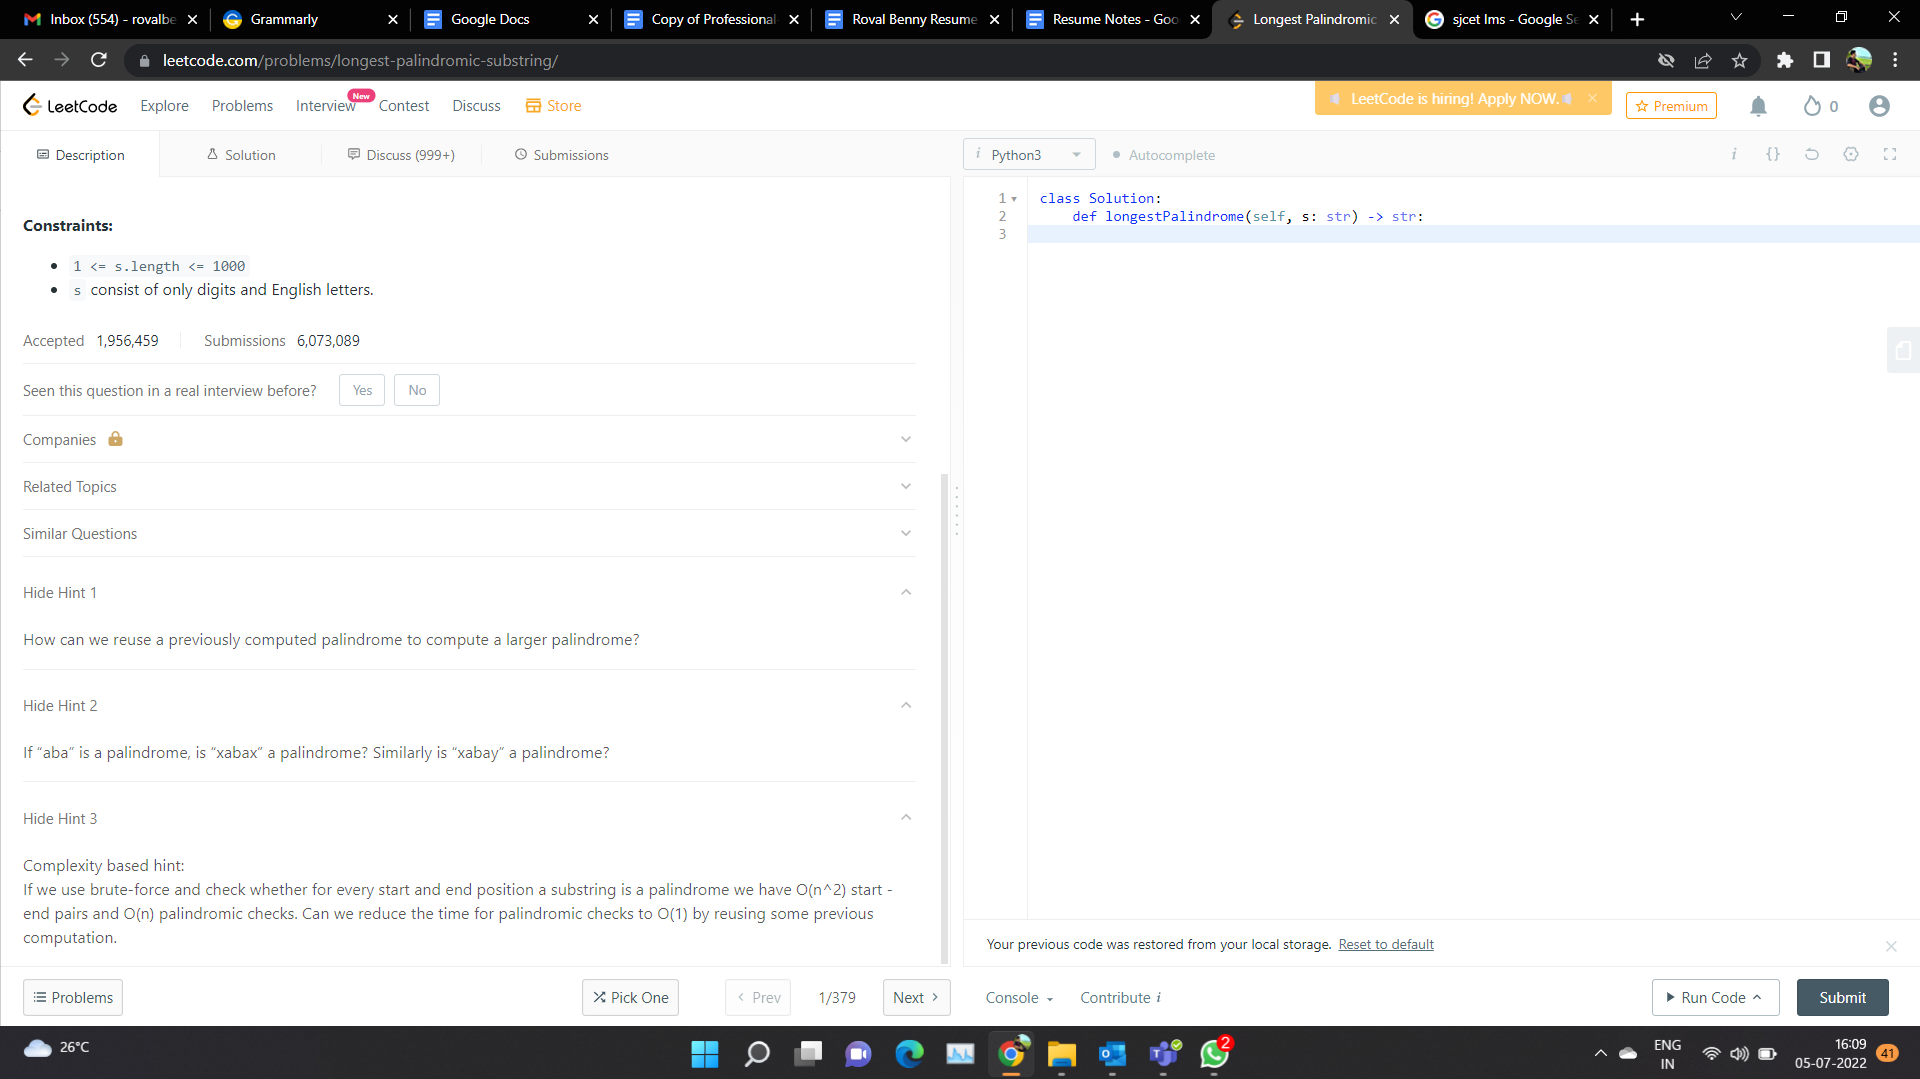 Inbox (554) - rovalbe
Grammarly
Google Docs
Copy of Professional
Roval Benny Resume
Resume Notes - Goo
Longest Palindromic
sjcet lms - Google Se
leetcode.com/problems/longest-palindromic-substring/
LeetCode
Explore
Problems
Interview
New
Contest
Discuss
Store
LeetCode is hiring! Apply NOW.
Premium
0
Description
Solution
Discuss (999+)
Submissions
i Python3
Autocomplete
i {}
Constraints:
1 <= s.length <= 1000
s consist of only digits and English letters.
Accepted 1,956,459 Submissions 6,073,089
Seen this question in a real interview before? Yes No
Companies
Related Topics
Similar Questions
Hide Hint 1
How can we reuse a previously computed palindrome to compute a larger palindrome?
Hide Hint 2
If “aba” is a palindrome, is “xabax” a palindrome? Similarly is “xabay” a palindrome?
Hide Hint 3
Complexity based hint:
If we use brute-force and check whether for every start and end position a substring is a palindrome we have O(n^2) start -
end pairs and O(n) palindromic checks. Can we reduce the time for palindromic checks to O(1) by reusing some previous
computation.
1 class Solution:
2 def longestPalindrome(self, s: str) -> str:
3
Your previous code was restored from your local storage. Reset to default
Problems
Pick One
Prev
1/379
Next
Console
Contribute i
Run Code
Submit
26°C
2
ENG
IN
16:09
05-07-2022
41